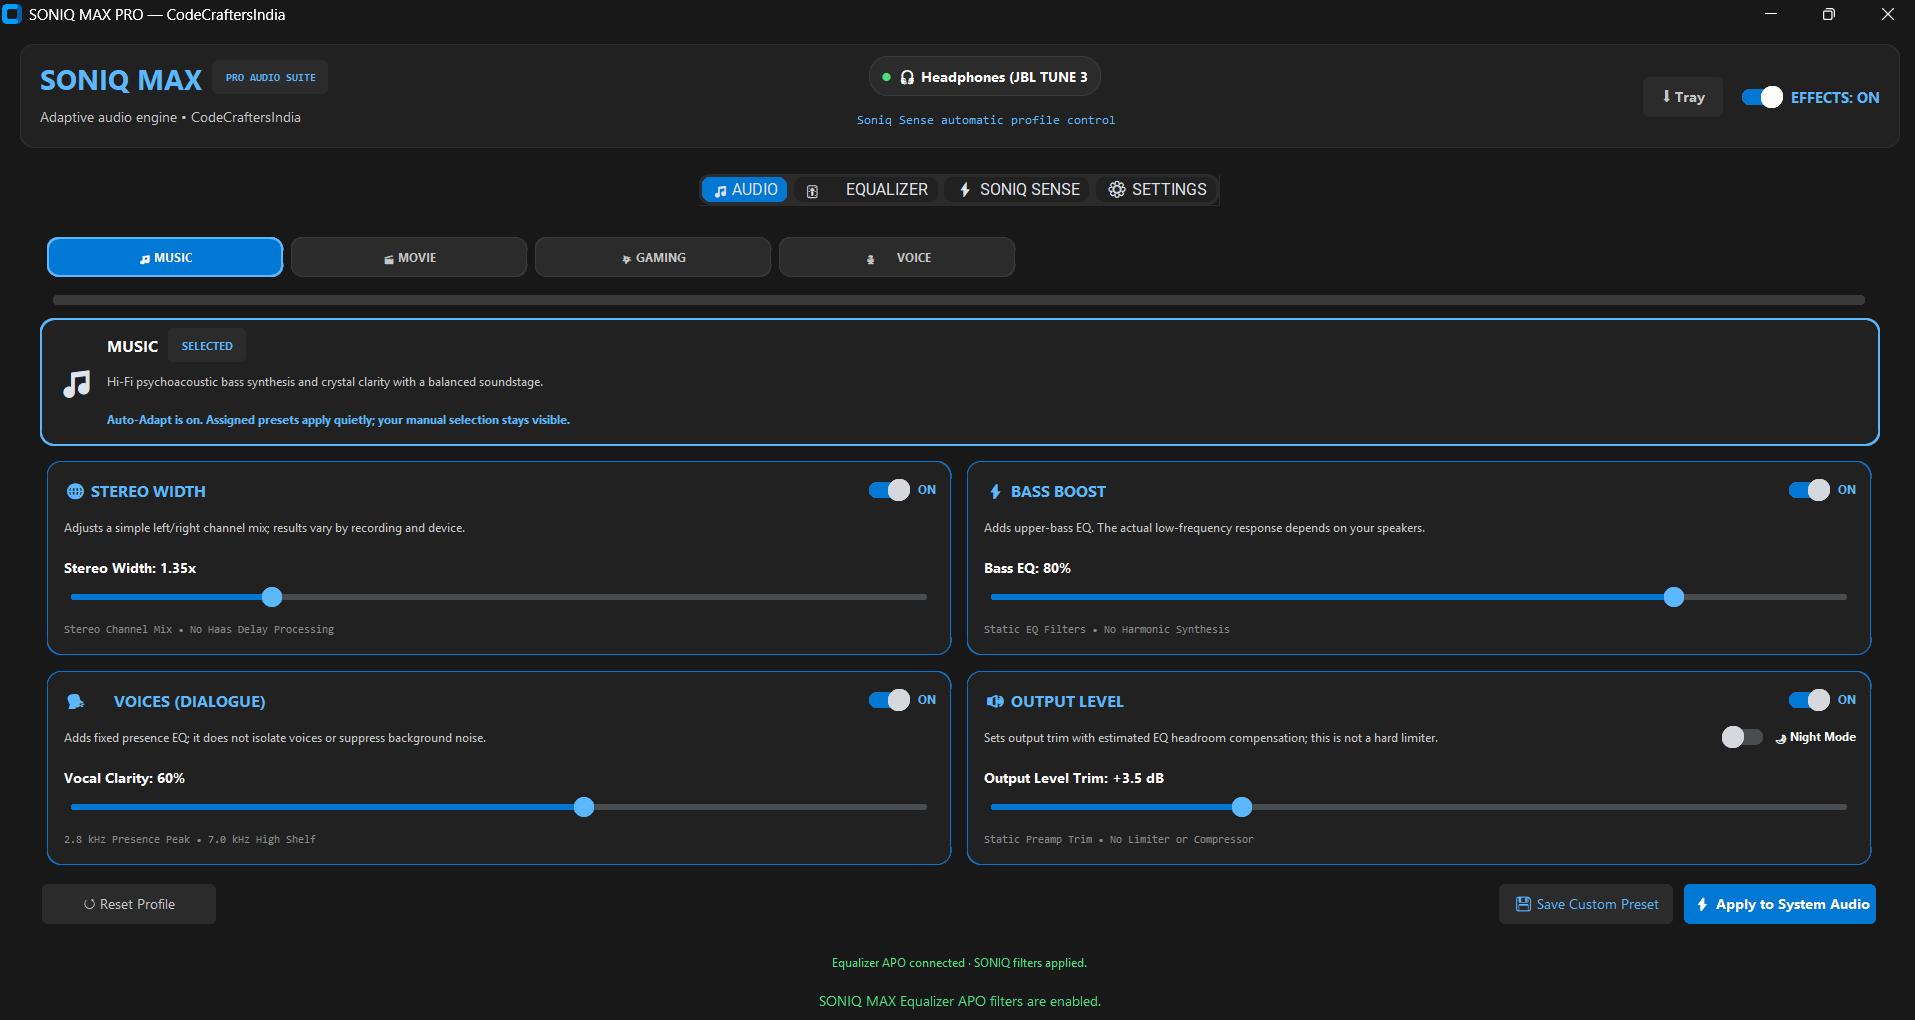 SONIQ MAX PRO — CodeCraftersIndia
SONIQ MAX
PRO AUDIO SUITE
Adaptive audio engine • CodeCraftersIndia
Headphones (JBL TUNE 3
Soniq Sense automatic profile control
Tray
EFFECTS: ON
AUDIO
EQUALIZER
SONIQ SENSE
SETTINGS
MUSIC
MOVIE
GAMING
VOICE
MUSIC
SELECTED
Hi-Fi psychoacoustic bass synthesis and crystal clarity with a balanced soundstage.
Auto-Adapt is on. Assigned presets apply quietly; your manual selection stays visible.
STEREO WIDTH
ON
Adjusts a simple left/right channel mix; results vary by recording and device.
Stereo Width: 1.35x
Stereo Channel Mix • No Haas Delay Processing
BASS BOOST
ON
Adds upper-bass EQ. The actual low-frequency response depends on your speakers.
Bass EQ: 80%
Static EQ Filters • No Harmonic Synthesis
VOICES (DIALOGUE)
ON
Adds fixed presence EQ; it does not isolate voices or suppress background noise.
Vocal Clarity: 60%
2.8 kHz Presence Peak • 7.0 kHz High Shelf
OUTPUT LEVEL
ON
Sets output trim with estimated EQ headroom compensation; this is not a hard limiter.
Night Mode
Output Level Trim: +3.5 dB
Static Preamp Trim • No Limiter or Compressor
Reset Profile
Save Custom Preset
Apply to System Audio
Equalizer APO connected · SONIQ filters applied.
SONIQ MAX Equalizer APO filters are enabled.